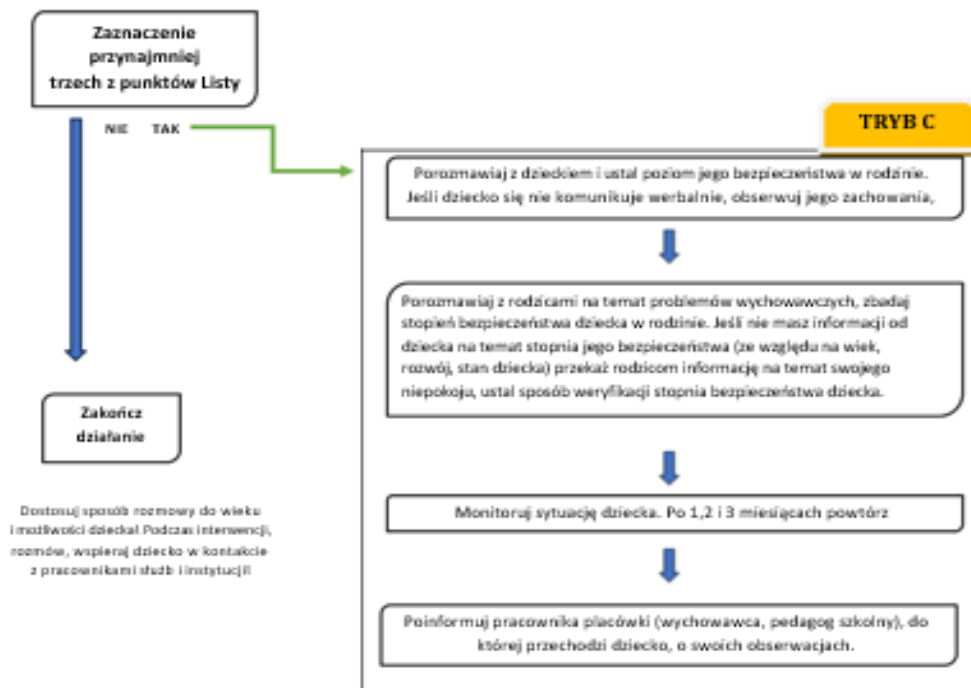 Zaznaczenie
przynajmniej
trzech z punktów Listy
NIE TAK
TRYB C
Porozmawiaj z dzieckiem i ustal poziom jego bezpieczeństwa w rodzinie.
Jeśli dziecko się nie komunikuje werbalnie, obserwuj jego zachowania,
Porozmawiaj z rodzicami na temat problemów wychowawczych, zbadaj
stopień bezpieczeństwa dziecka w rodzinie. Jeśli nie masz informacji od
dziecka na temat stopnia jego bezpieczeństwa (ze względu na wiek,
rozwój, stan dziecka) przekaż rodzicom informację na temat swojego
niepokoju, ustal sposób weryfikacji stopnia bezpieczeństwa dziecka.
Zakończ
działanie
Dostosuj sposób rozmowy do wieku
i możliwości dziecka! Podczas interwencji,
rozmów, wspieraj dziecko w kontakcie
z pracownikami służb i instytucji!
Monitoruj sytuację dziecka. Po 1,2 i 3 miesiącach powtórz
Poinformuj pracownika placówki (wychowawca, pedagog szkolny), do
której przechodzi dziecko, o swoich obserwacjach.